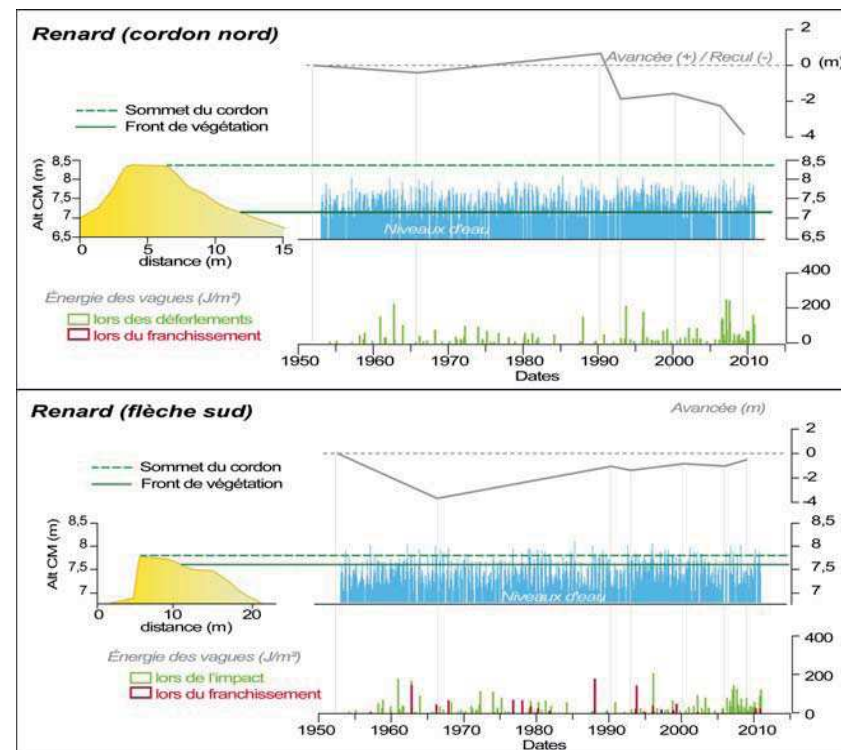 Renard (cordon nord)
2
Avancée (+) / Recul (-)
0 (m)
-2
-4
Sommet du cordon
Front de végétation
Alt CM (m)
8,5
8
7,5
7
6,5
0 5 10 15
distance (m)
Niveaux d'eau
8,5
8
7,5
7
6,5
Énergie des vagues (J/m³)
lors des déferlements
lors du franchissement
400
200
0
1950 1960 1970 1980 1990 2000 2010
Dates
Renard (flèche sud)
Avancée (m)
2
0
-2
-4
Sommet du cordon
Front de végétation
Alt CM (m)
8,5
8
7,5
7
0 10 20
distance (m)
Niveaux d'eau
8,5
8
7,5
7
Énergie des vagues (J/m³)
lors de l'impact
lors du franchissement
400
200
0
1950 1960 1970 1980 1990 2000 2010
Dates